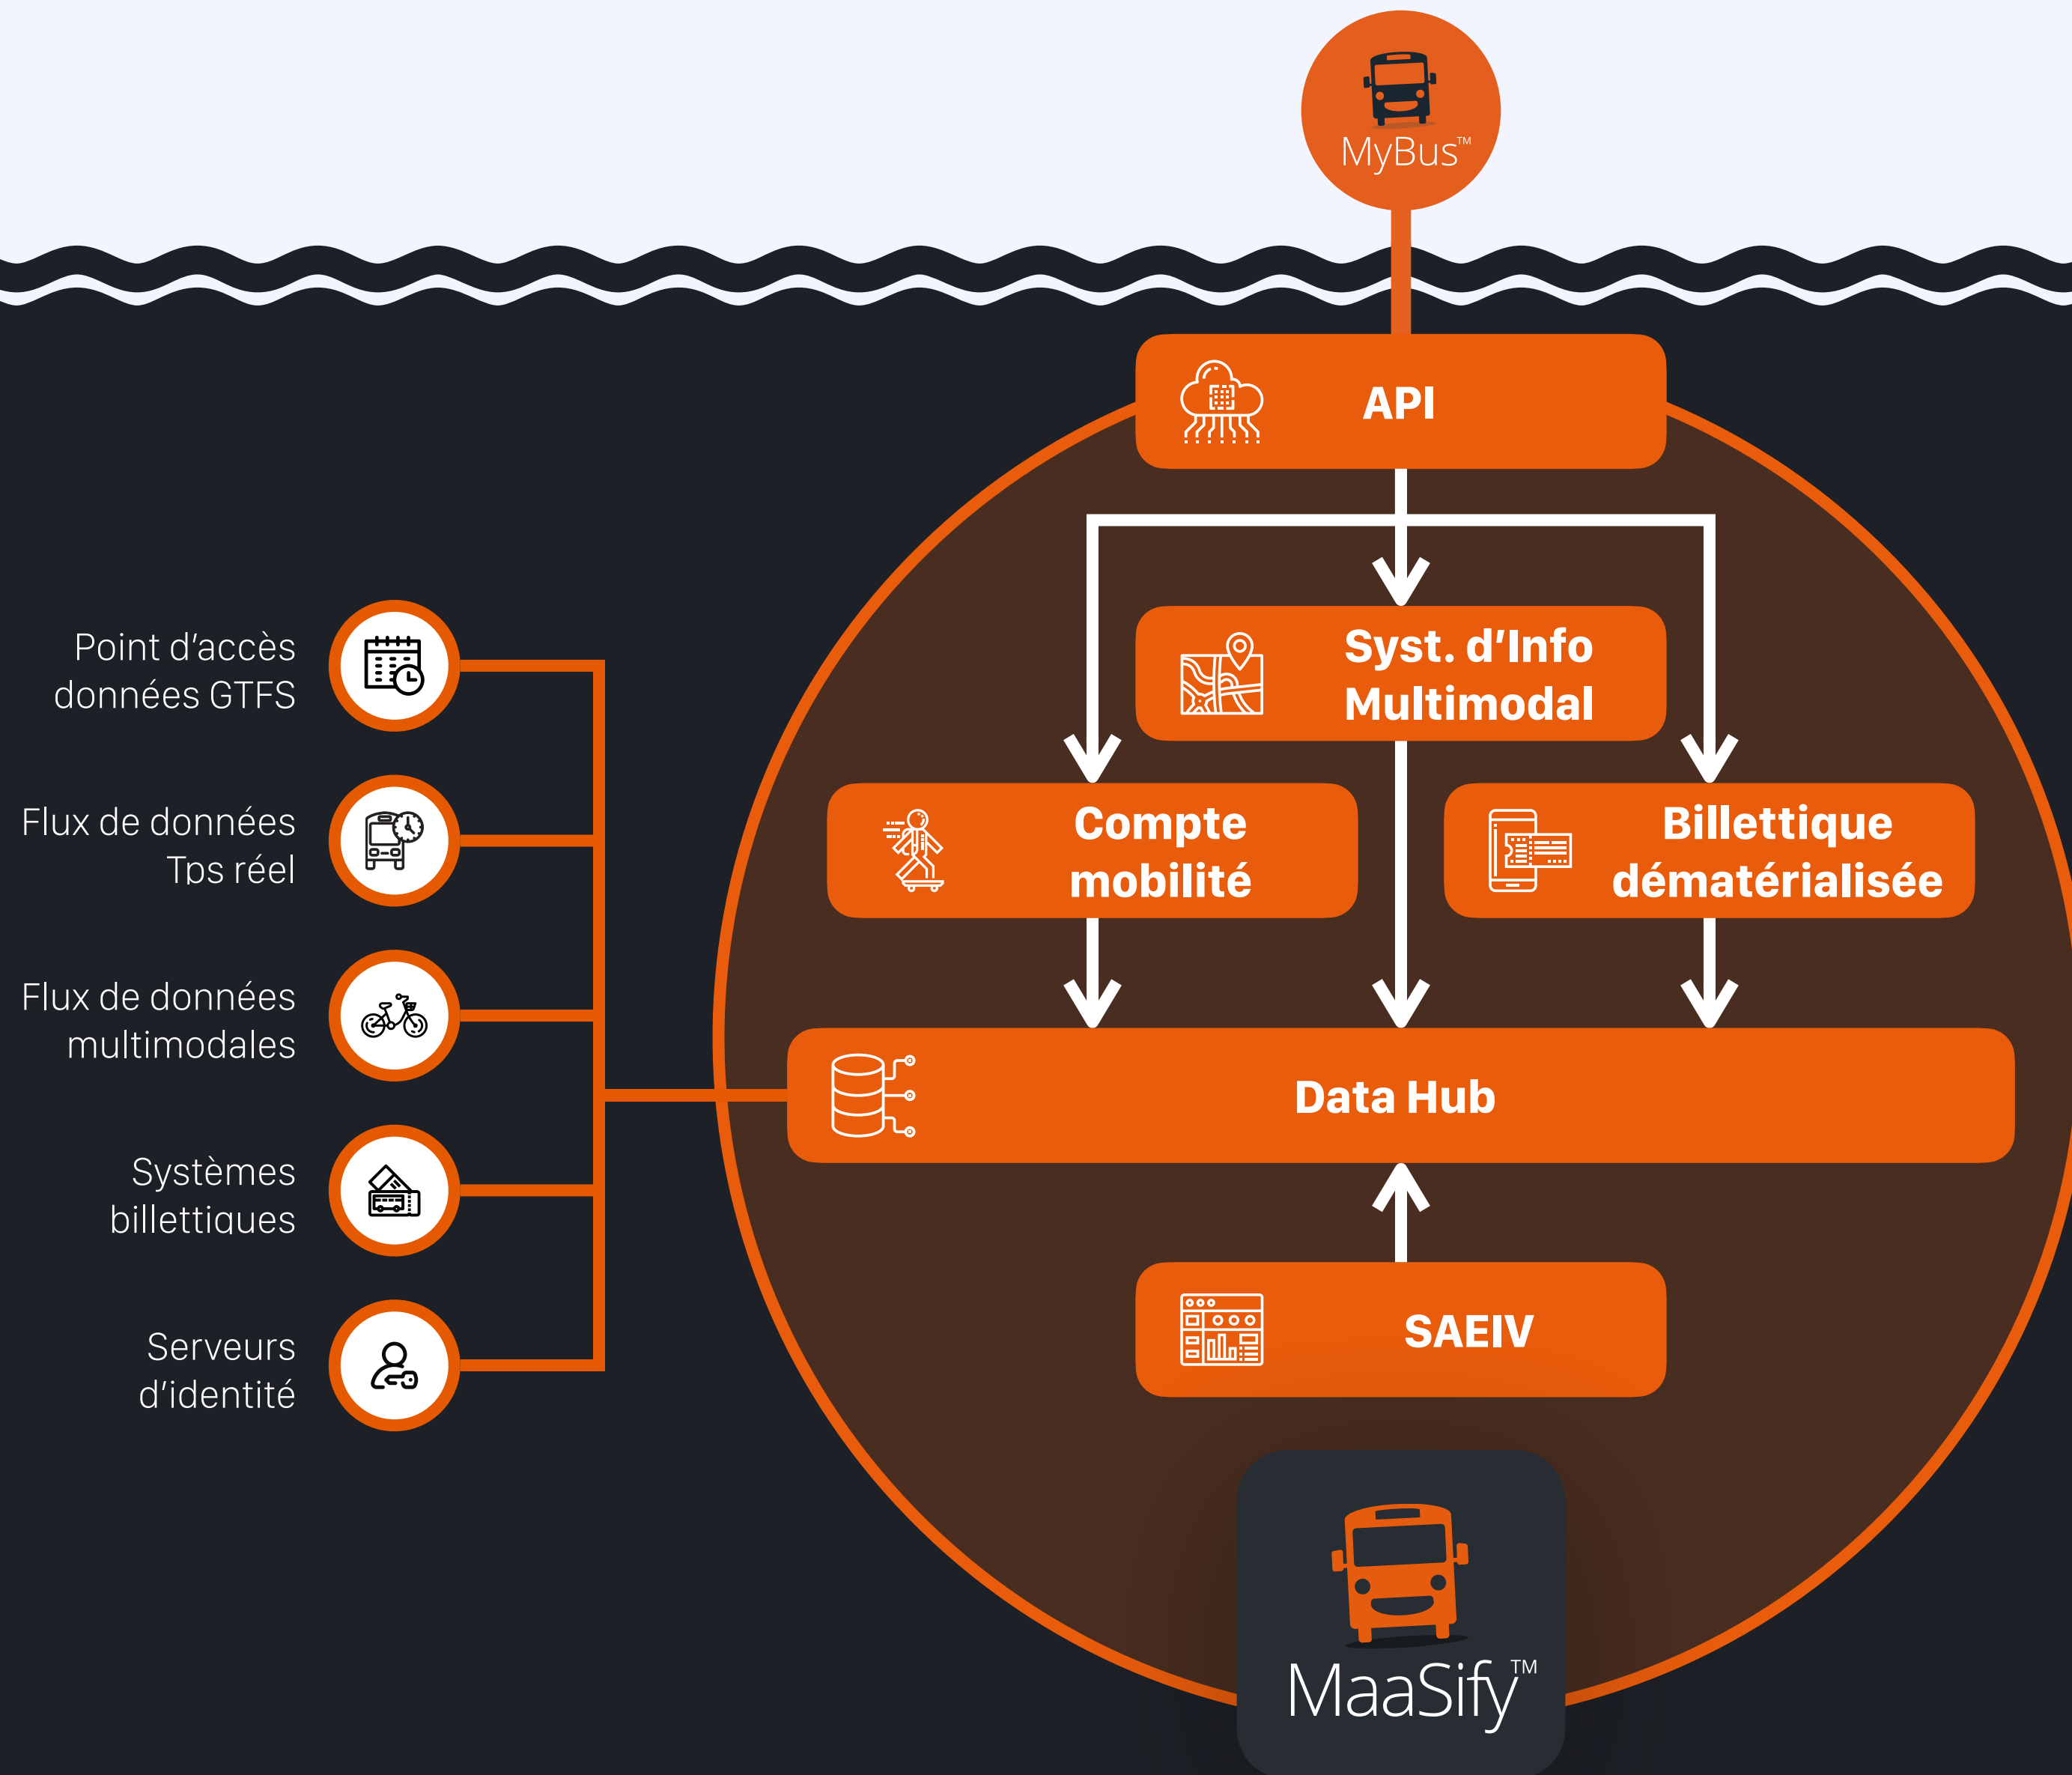 MyBus™
API
Syst. d’Info
Multimodal
Compte
mobilité
Billettique
dématérialisée
Data Hub
SAEIV
MaaSify™
Point d’accès
données GTFS
Flux de données
Tps réel
Flux de données
multimodales
Systèmes
billettiques
Serveurs
d’identité